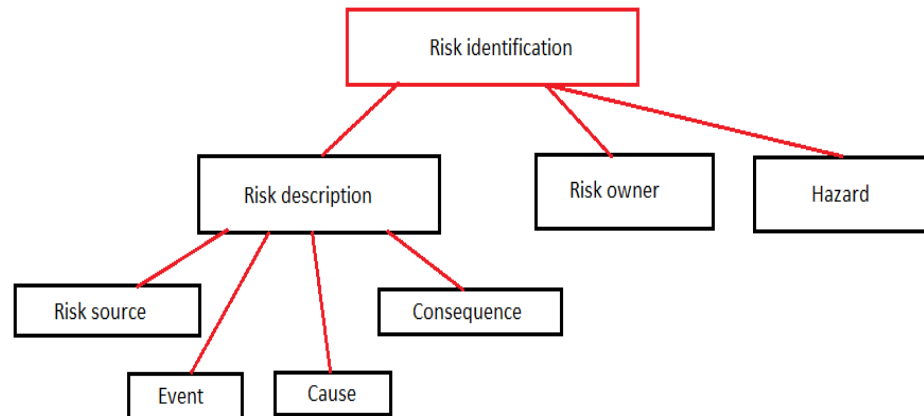 Risk identification
Risk description
Risk owner
Hazard
Risk source
Consequence
Event
Cause